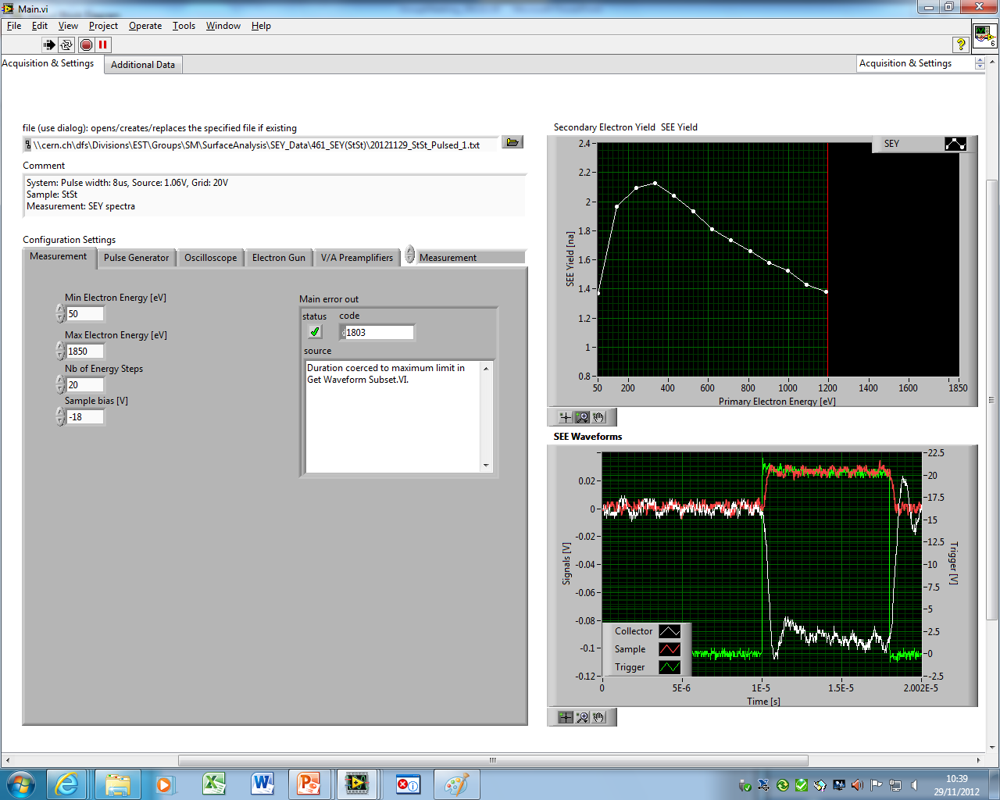 Main.vi
File Edit View Project Operate Tools Window Help
6
Acquisition & Settings
Additional Data
Acquisition & Settings
file (use dialog): opens/creates/replaces the specified file if existing
\\cern.ch\dfs\Divisions\EST\Groups\SM\SurfaceAnalysis\SEY_Data\461_SEY(StSt)\20121129_StSt_Pulsed_1.txt
Comment
System: Pulse width: 8us, Source: 1.06V, Grid: 20V
Sample: StSt
Measurement: SEY spectra
Configuration Settings
Measurement Pulse Generator Oscilloscope Electron Gun V/A Preamplifiers Measurement
Min Electron Energy [eV]
50
Max Electron Energy [eV]
1850
Nb of Energy Steps
20
Sample bias [V]
-18
Main error out
status code
1803
source
Duration coerced to maximum limit in
Get Waveform Subset.VI.
Secondary Electron Yield SEE Yield
SEY
SEE Yield [na]
2.4
2.2
2
1.8
1.6
1.4
1.2
1
0.8
50 200 400 600 800 1000 1200 1400 1600 1850
Primary Electron Energy [eV]
SEE Waveforms
Signals [V]
0.02
0
-0.02
-0.04
-0.06
-0.08
-0.1
-0.12
Trigger [V]
22.5
20
17.5
15
12.5
10
7.5
5
2.5
0
-2.5
Collector
Sample
Trigger
0 5E-6 1E-5 1.5E-5 2.002E-5
Time [s]
10:39
29/11/2012